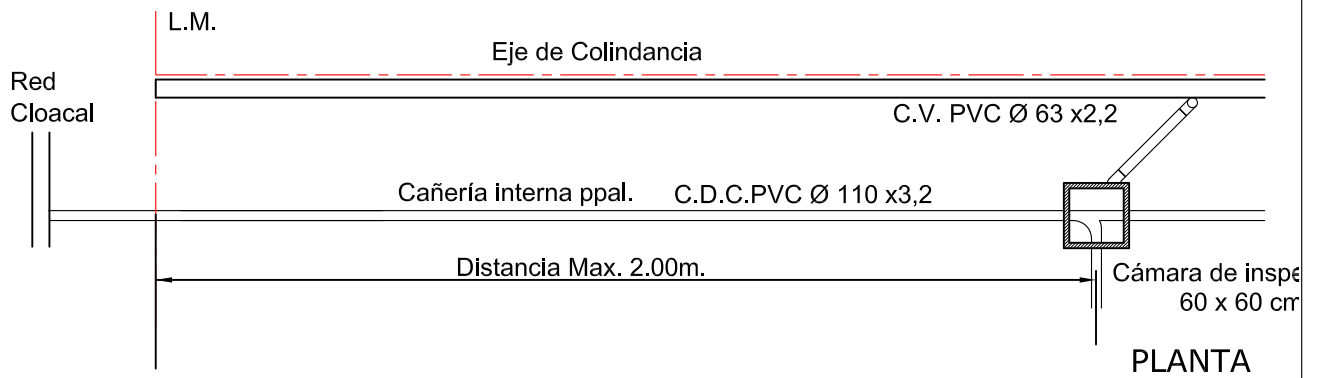 L.M.
Eje de Colindancia
Red
Cloacal
C.V. PVC Ø 63 x2,2
Cañería interna ppal. C.D.C.PVC Ø 110 x3,2
Distancia Max. 2.00m.
Cámara de inspe
60 x 60 cm
PLANTA